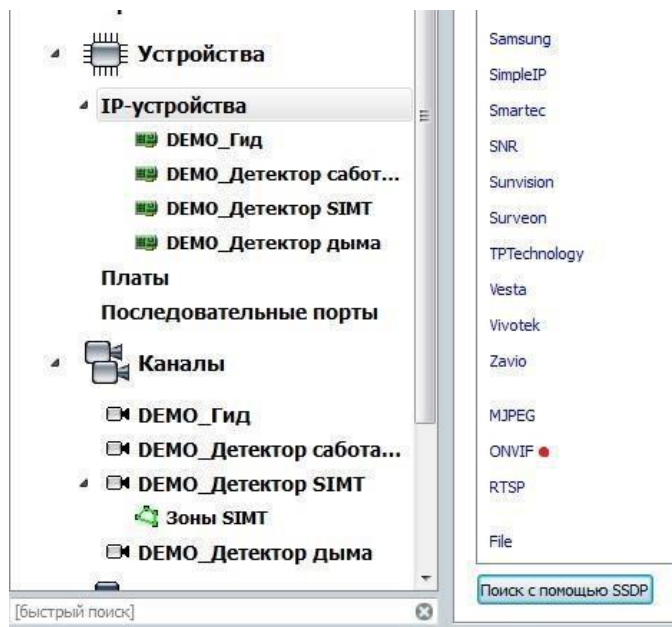 Устройства
IP-устройства
DEMO_Гид
DEMO_Детектор сабот...
DEMO_Детектор SIMT
DEMO_Детектор дыма
Платы
Последовательные порты
Каналы
DEMO_Гид
DEMO_Детектор сабота...
DEMO_Детектор SIMT
Зоны SIMT
DEMO_Детектор дыма
[быстрый поиск]
Samsung
SimpleIP
Smartec
SNR
Sunvision
Surveon
TPTechnology
Vesta
Vivotek
Zavio
MJPEG
ONVIF
RTSP
File
Поиск с помощью SSDP